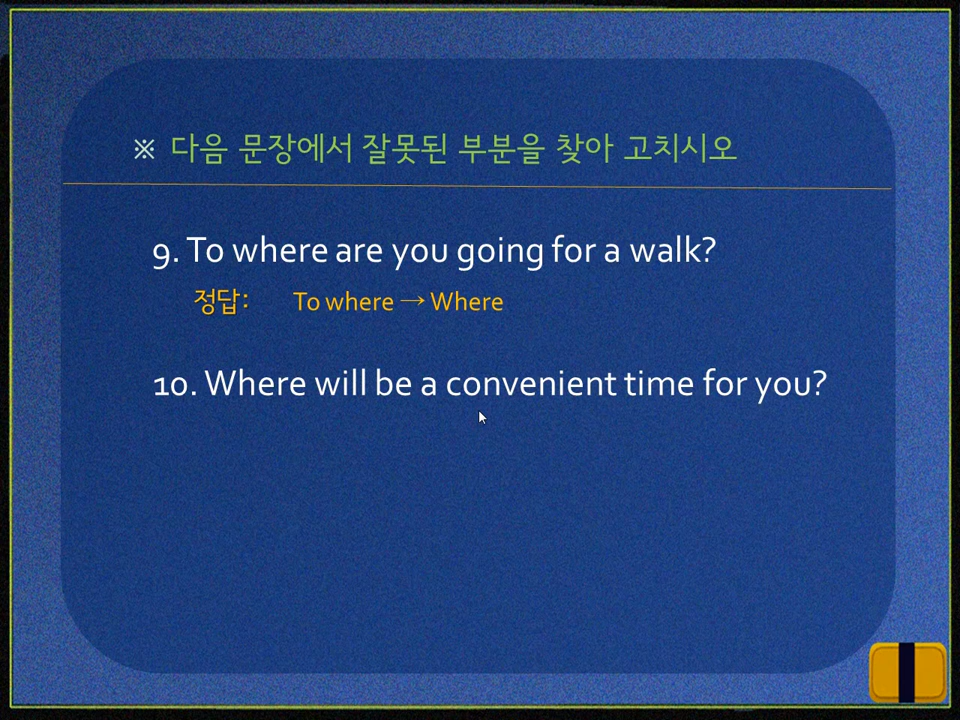 ※ 다음 문장에서 잘못된 부분을 찾아 고치시오
9. To where are you going for a walk?
정답: To where → Where
10. Where will be a convenient time for you?